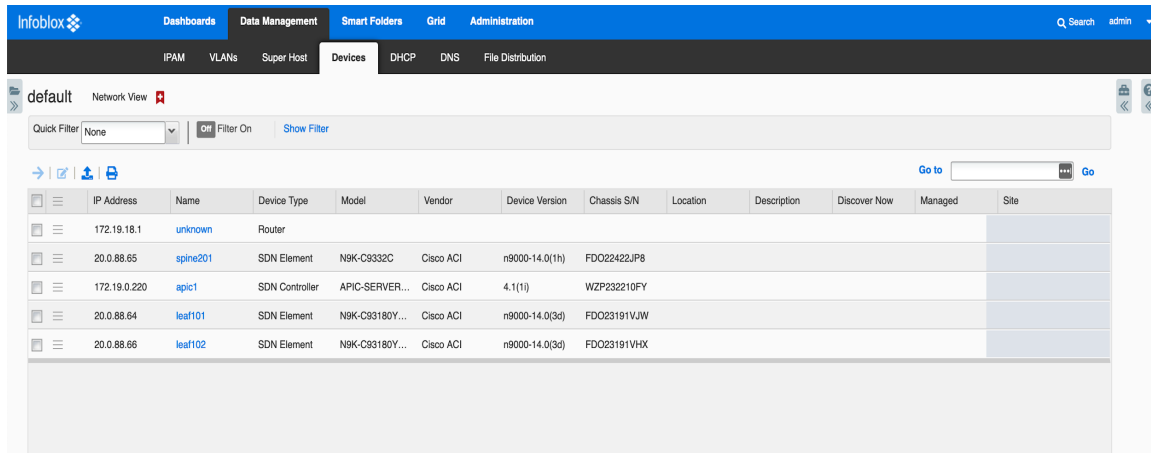 Infoblox Dashboards Data Management Smart Folders Grid Administration Search admin
IPAM VLANs Super Host Devices DHCP DNS File Distribution
default Network View
Quick Filter None Off Filter On Show Filter
Go to Go
IP Address Name Device Type Model Vendor Device Version Chassis S/N Location Description Discover Now Managed Site
172.19.18.1 unknown Router
20.0.88.65 spine201 SDN Element N9K-C9332C Cisco ACI n9000-14.0(1h) FDO22422JP8
172.19.0.220 apic1 SDN Controller APIC-SERVER... Cisco ACI 4.1(1i) WZP232210FY
20.0.88.64 leaf101 SDN Element N9K-C93180Y... Cisco ACI n9000-14.0(3d) FDO23191VJW
20.0.88.66 leaf102 SDN Element N9K-C93180Y... Cisco ACI n9000-14.0(3d) FDO23191VHX